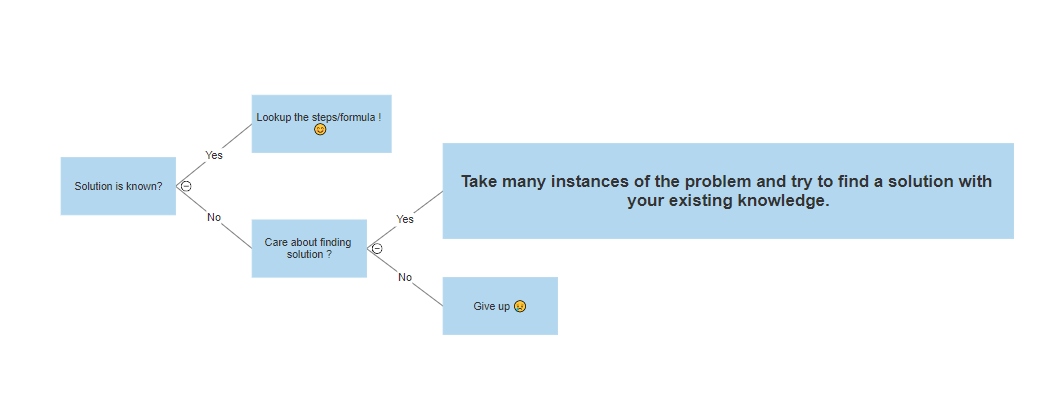 Lookup the steps/formula !
😊
Yes
Solution is known?
No
Take many instances of the problem and try to find a solution with
your existing knowledge.
Yes
Care about finding
solution ?
No
Give up 😞